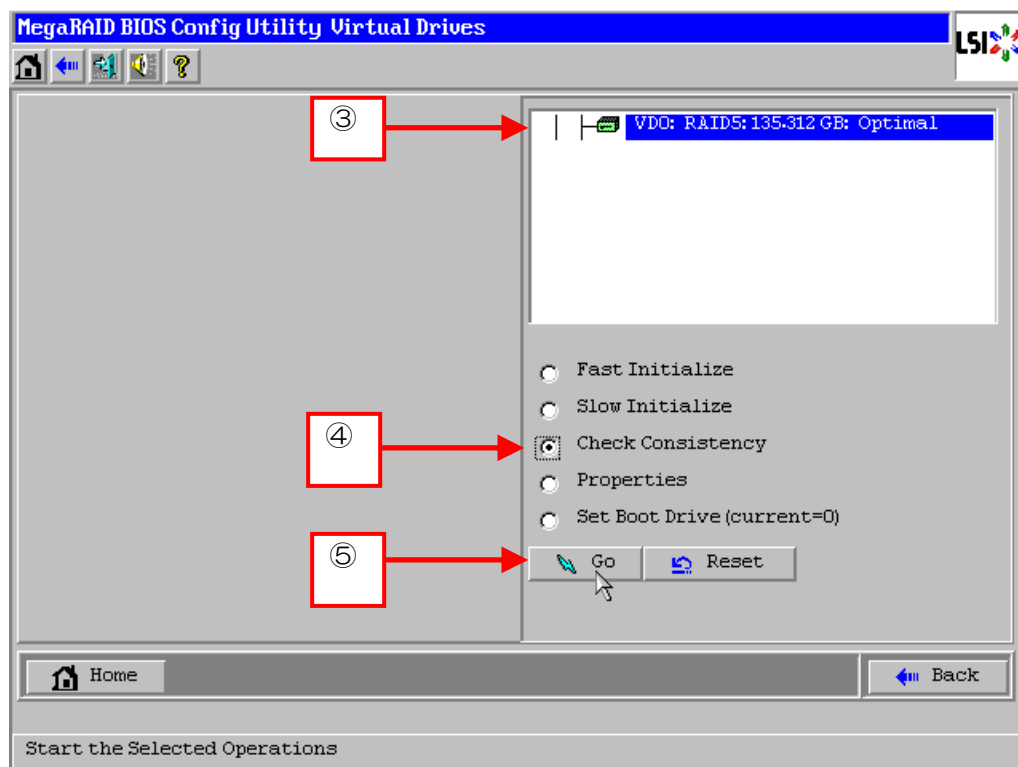 MegaRAID BIOS Config Utility Virtual Drives
LSI
③
VD0: RAID5: 135.312 GB: Optimal
Fast Initialize
Slow Initialize
④
Check Consistency
Properties
Set Boot Drive (current=0)
⑤
Go
Reset
Home
Back
Start the Selected Operations